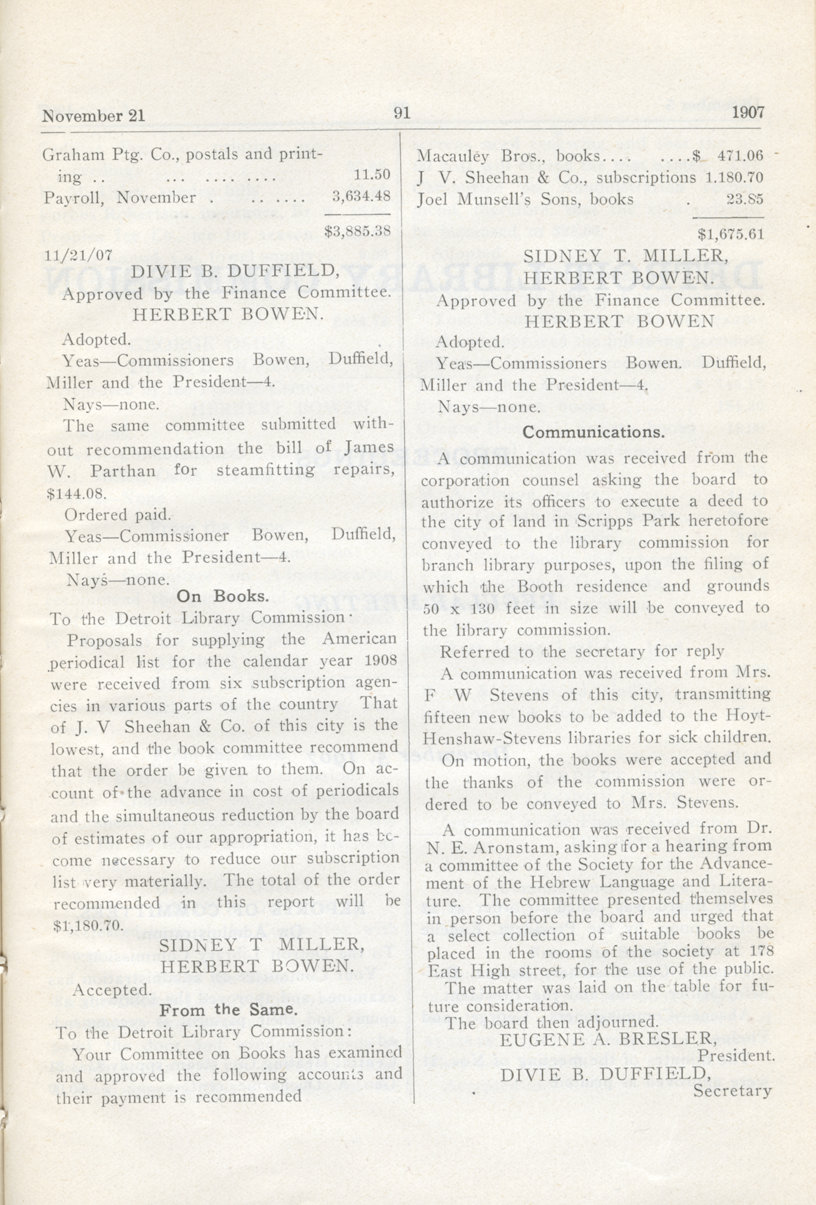 November 21 91 1907
Graham Ptg. Co., postals and print-
ing .. ... .... .... 11.50
Payroll, November . .. .... 3,634.48
$3,885.38
11/21/07
DIVIE B. DUFFIELD,
Approved by the Finance Committee.
HERBERT BOWEN.
Adopted.
Yeas—Commissioners Bowen, Duffield,
Miller and the President—4.
Nays—none.
The same committee submitted with-
out recommendation the bill of James
W. Parthan for steamfitting repairs,
$144.08.
Ordered paid.
Yeas—Commissioner Bowen, Duffield,
Miller and the President—4.
Nays—none.
On Books.
To the Detroit Library Commission·
Proposals for supplying the American
periodical list for the calendar year 1908
were received from six subscription agen-
cies in various parts of the country That
of J. V Sheehan & Co. of this city is the
lowest, and the book committee recommend
that the order be given to them. On ac-
count of the advance in cost of periodicals
and the simultaneous reduction by the board
of estimates of our appropriation, it has be-
come necessary to reduce our subscription
list very materially. The total of the order
recommended in this report will be
$1,180.70.
SIDNEY T MILLER,
HERBERT BOWEN.
Accepted.
From the Same.
To the Detroit Library Commission:
Your Committee on Books has examined
and approved the following accounts and
their payment is recommended
Macauley Bros., books.... ....$ 471.06
J V. Sheehan & Co., subscriptions 1.180.70
Joel Munsell's Sons, books . 23.85
$1,675.61
SIDNEY T. MILLER,
HERBERT BOWEN.
Approved by the Finance Committee.
HERBERT BOWEN
Adopted.
Yeas—Commissioners Bowen. Duffield,
Miller and the President—4.
Nays—none.
Communications.
A communication was received from the
corporation counsel asking the board to
authorize its officers to execute a deed to
the city of land in Scripps Park heretofore
conveyed to the library commission for
branch library purposes, upon the filing of
which the Booth residence and grounds
50 x 130 feet in size will be conveyed to
the library commission.
Referred to the secretary for reply
A communication was received from Mrs.
F W Stevens of this city, transmitting
fifteen new books to be added to the Hoyt-
Henshaw-Stevens libraries for sick children.
On motion, the books were accepted and
the thanks of the commission were or-
dered to be conveyed to Mrs. Stevens.
A communication was received from Dr.
N. E. Aronstam, asking for a hearing from
a committee of the Society for the Advance-
ment of the Hebrew Language and Litera-
ture. The committee presented themselves
in person before the board and urged that
a select collection of suitable books be
placed in the rooms of the society at 178
East High street, for the use of the public.
The matter was laid on the table for fu-
ture consideration.
The board then adjourned.
EUGENE A. BRESLER,
President.
DIVIE B. DUFFIELD,
Secretary